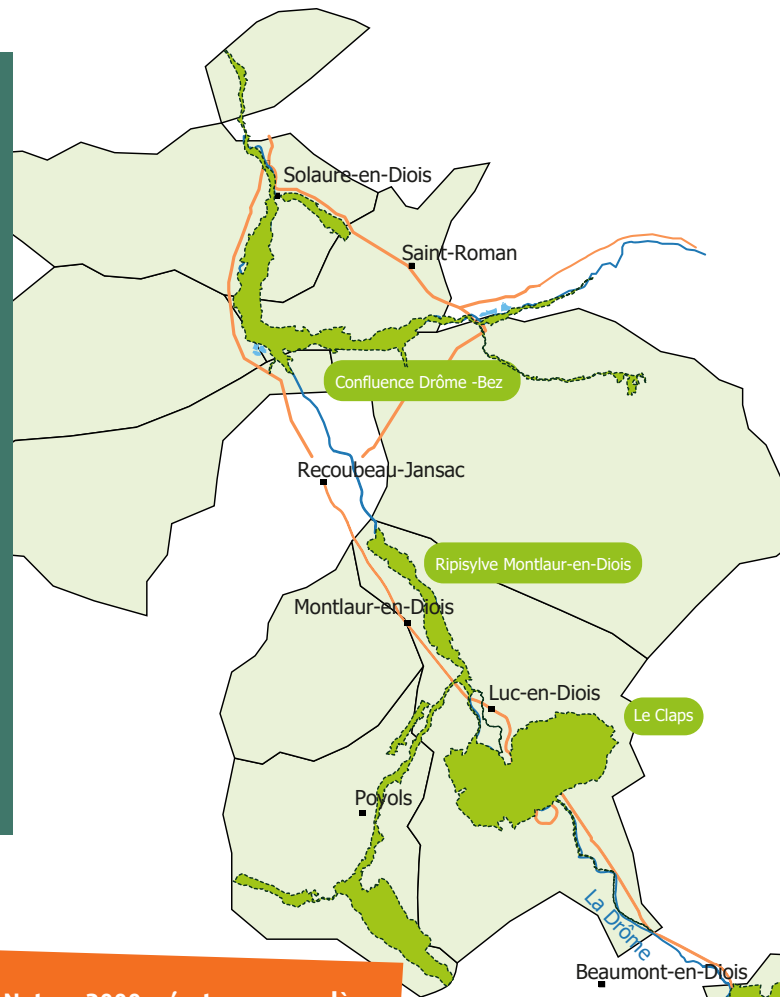 Solaure-en-Diois
Saint-Roman
Confluence Drôme -Bez
Recoubeau-Jansac
Ripisylve Montlaur-en-Diois
Montlaur-en-Diois
Luc-en-Diois
Le Claps
Poyols
La Drôme
Beaumont-en-Diois